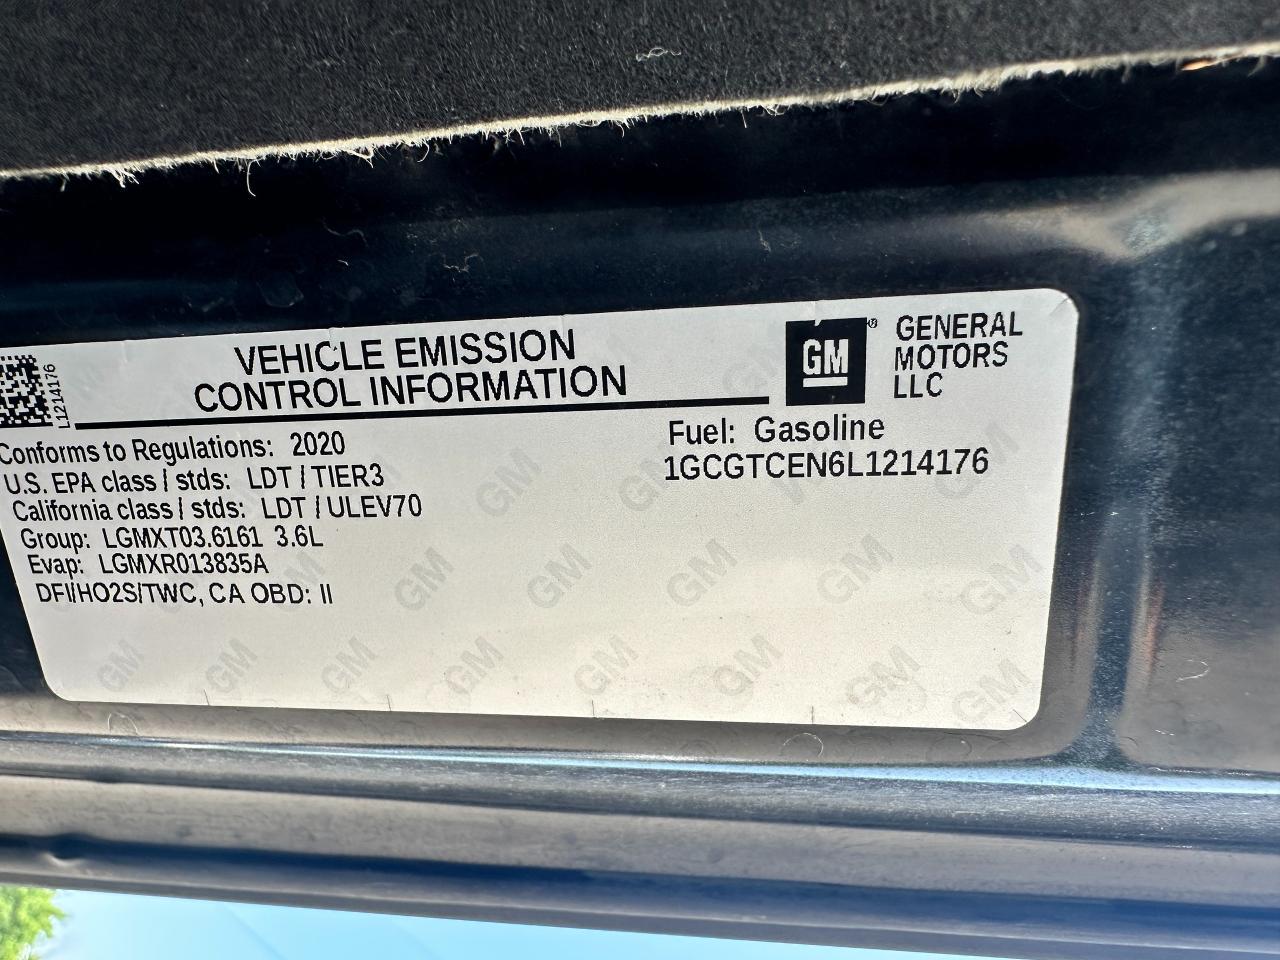 L1214176
VEHICLE EMISSION
CONTROL INFORMATION
GM®
GENERAL
MOTORS
LLC
Conforms to Regulations: 2020
U.S. EPA class / stds: LDT / TIER3
California class / stds: LDT / ULEV70
Group: LGMXT03.6161 3.6L
Evap: LGMXR013835A
DFI/HO2S/TWC, CA OBD: II
Fuel: Gasoline
1GCGTCEN6L1214176